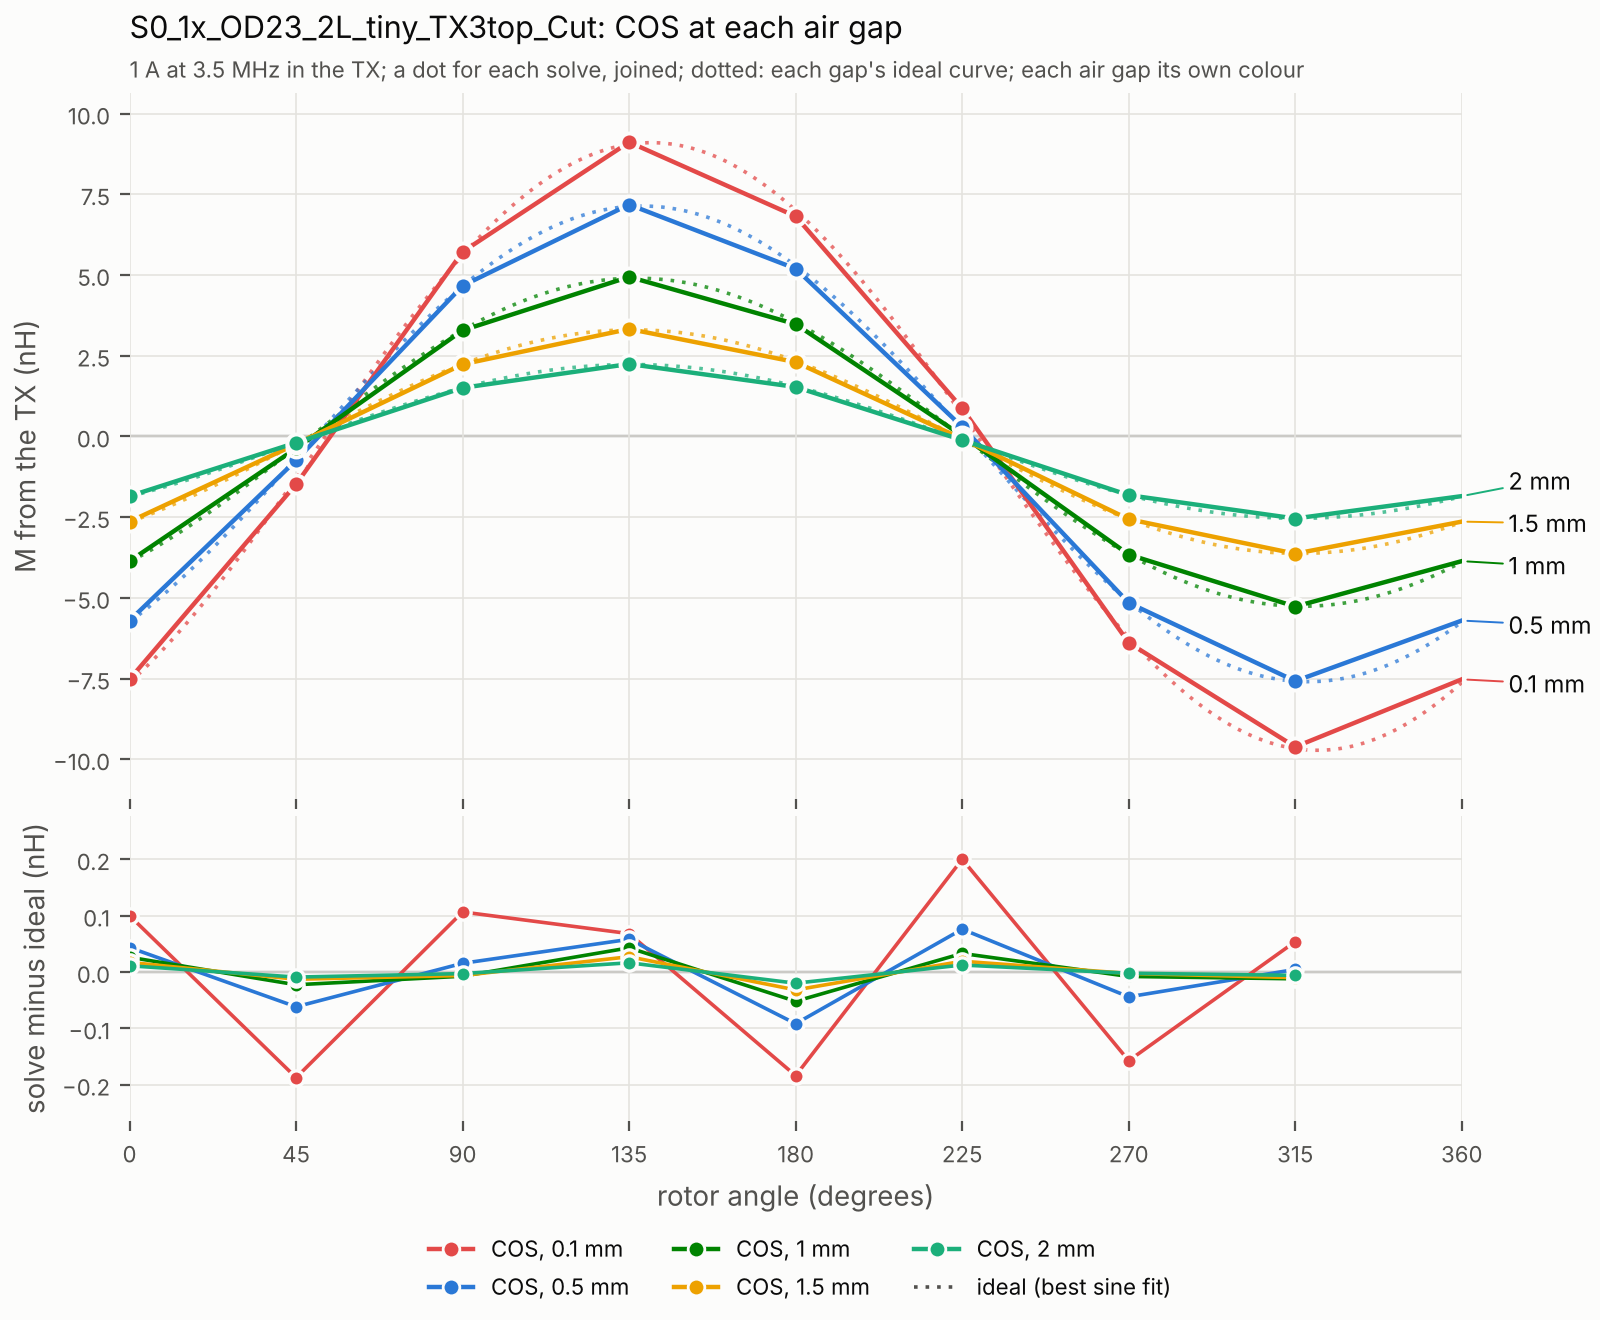 S0_1x_OD23_2L_tiny_TX3top_Cut: COS at each air gap
1 A at 3.5 MHz in the TX; a dot for each solve, joined; dotted: each gap's ideal curve; each air gap its own colour
M from the TX (nH)
10.0
7.5
5.0
2.5
0.0
−2.5
−5.0
−7.5
−10.0
2 mm
1.5 mm
1 mm
0.5 mm
0.1 mm
solve minus ideal (nH)
0.2
0.1
0.0
−0.1
−0.2
0 45 90 135 180 225 270 315 360
rotor angle (degrees)
COS, 0.1 mm COS, 1 mm COS, 2 mm
COS, 0.5 mm COS, 1.5 mm ideal (best sine fit)